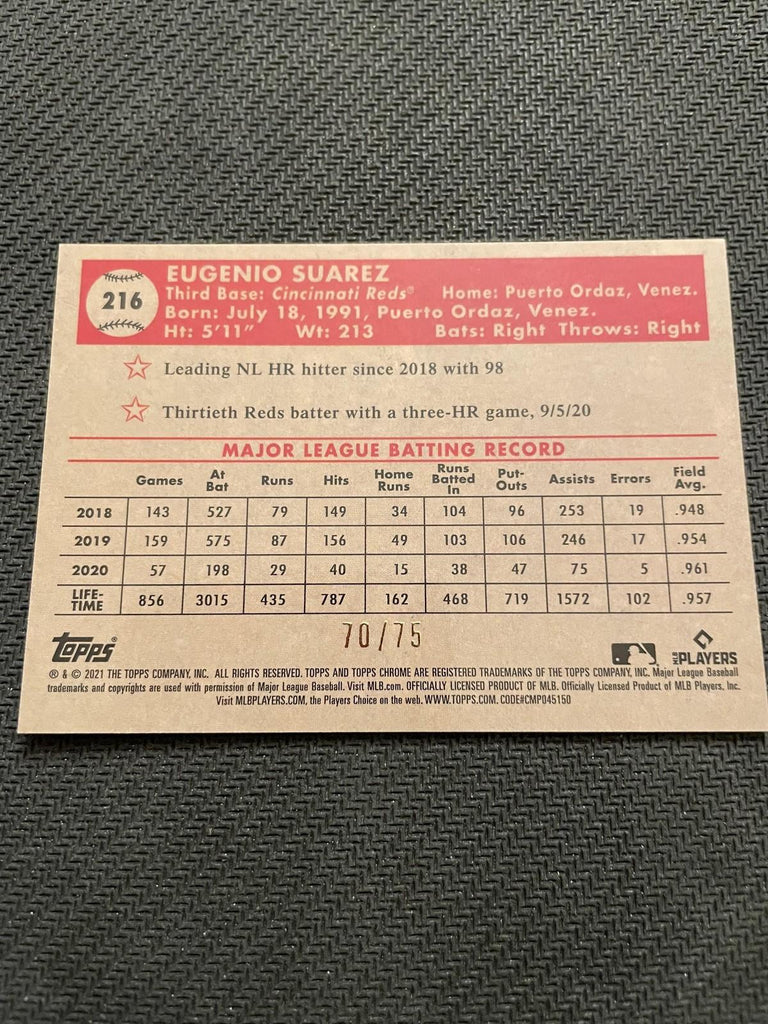 216
EUGENIO SUAREZ
Third Base: Cincinnati Reds® Home: Puerto Ordaz, Venez.
Born: July 18, 1991, Puerto Ordaz, Venez.
Ht: 5'11" Wt: 213 Bats: Right Throws: Right
Leading NL HR hitter since 2018 with 98
Thirtieth Reds batter with a three-HR game, 9/5/20
MAJOR LEAGUE BATTING RECORD
Games At Bat Runs Hits Home Runs Runs Batted In Put-Outs Assists Errors Field Avg.
2018 143 527 79 149 34 104 96 253 19 .948
2019 159 575 87 156 49 103 106 246 17 .954
2020 57 198 29 40 15 38 47 75 5 .961
LIFE-TIME 856 3015 435 787 162 468 719 1572 102 .957
70/75
Topps® MLB PLAYERS
® & © 2021 THE TOPPS COMPANY, INC. ALL RIGHTS RESERVED. TOPPS AND TOPPS CHROME ARE REGISTERED TRADEMARKS OF THE TOPPS COMPANY, INC. Major League Baseball
trademarks and copyrights are used with permission of Major League Baseball. Visit MLB.com. OFFICIALLY LICENSED PRODUCT OF MLB. Officially Licensed Product of MLB Players, Inc.
Visit MLBPLAYERS.COM, the Players Choice on the web. WWW.TOPPS.COM. CODE#CMP045150